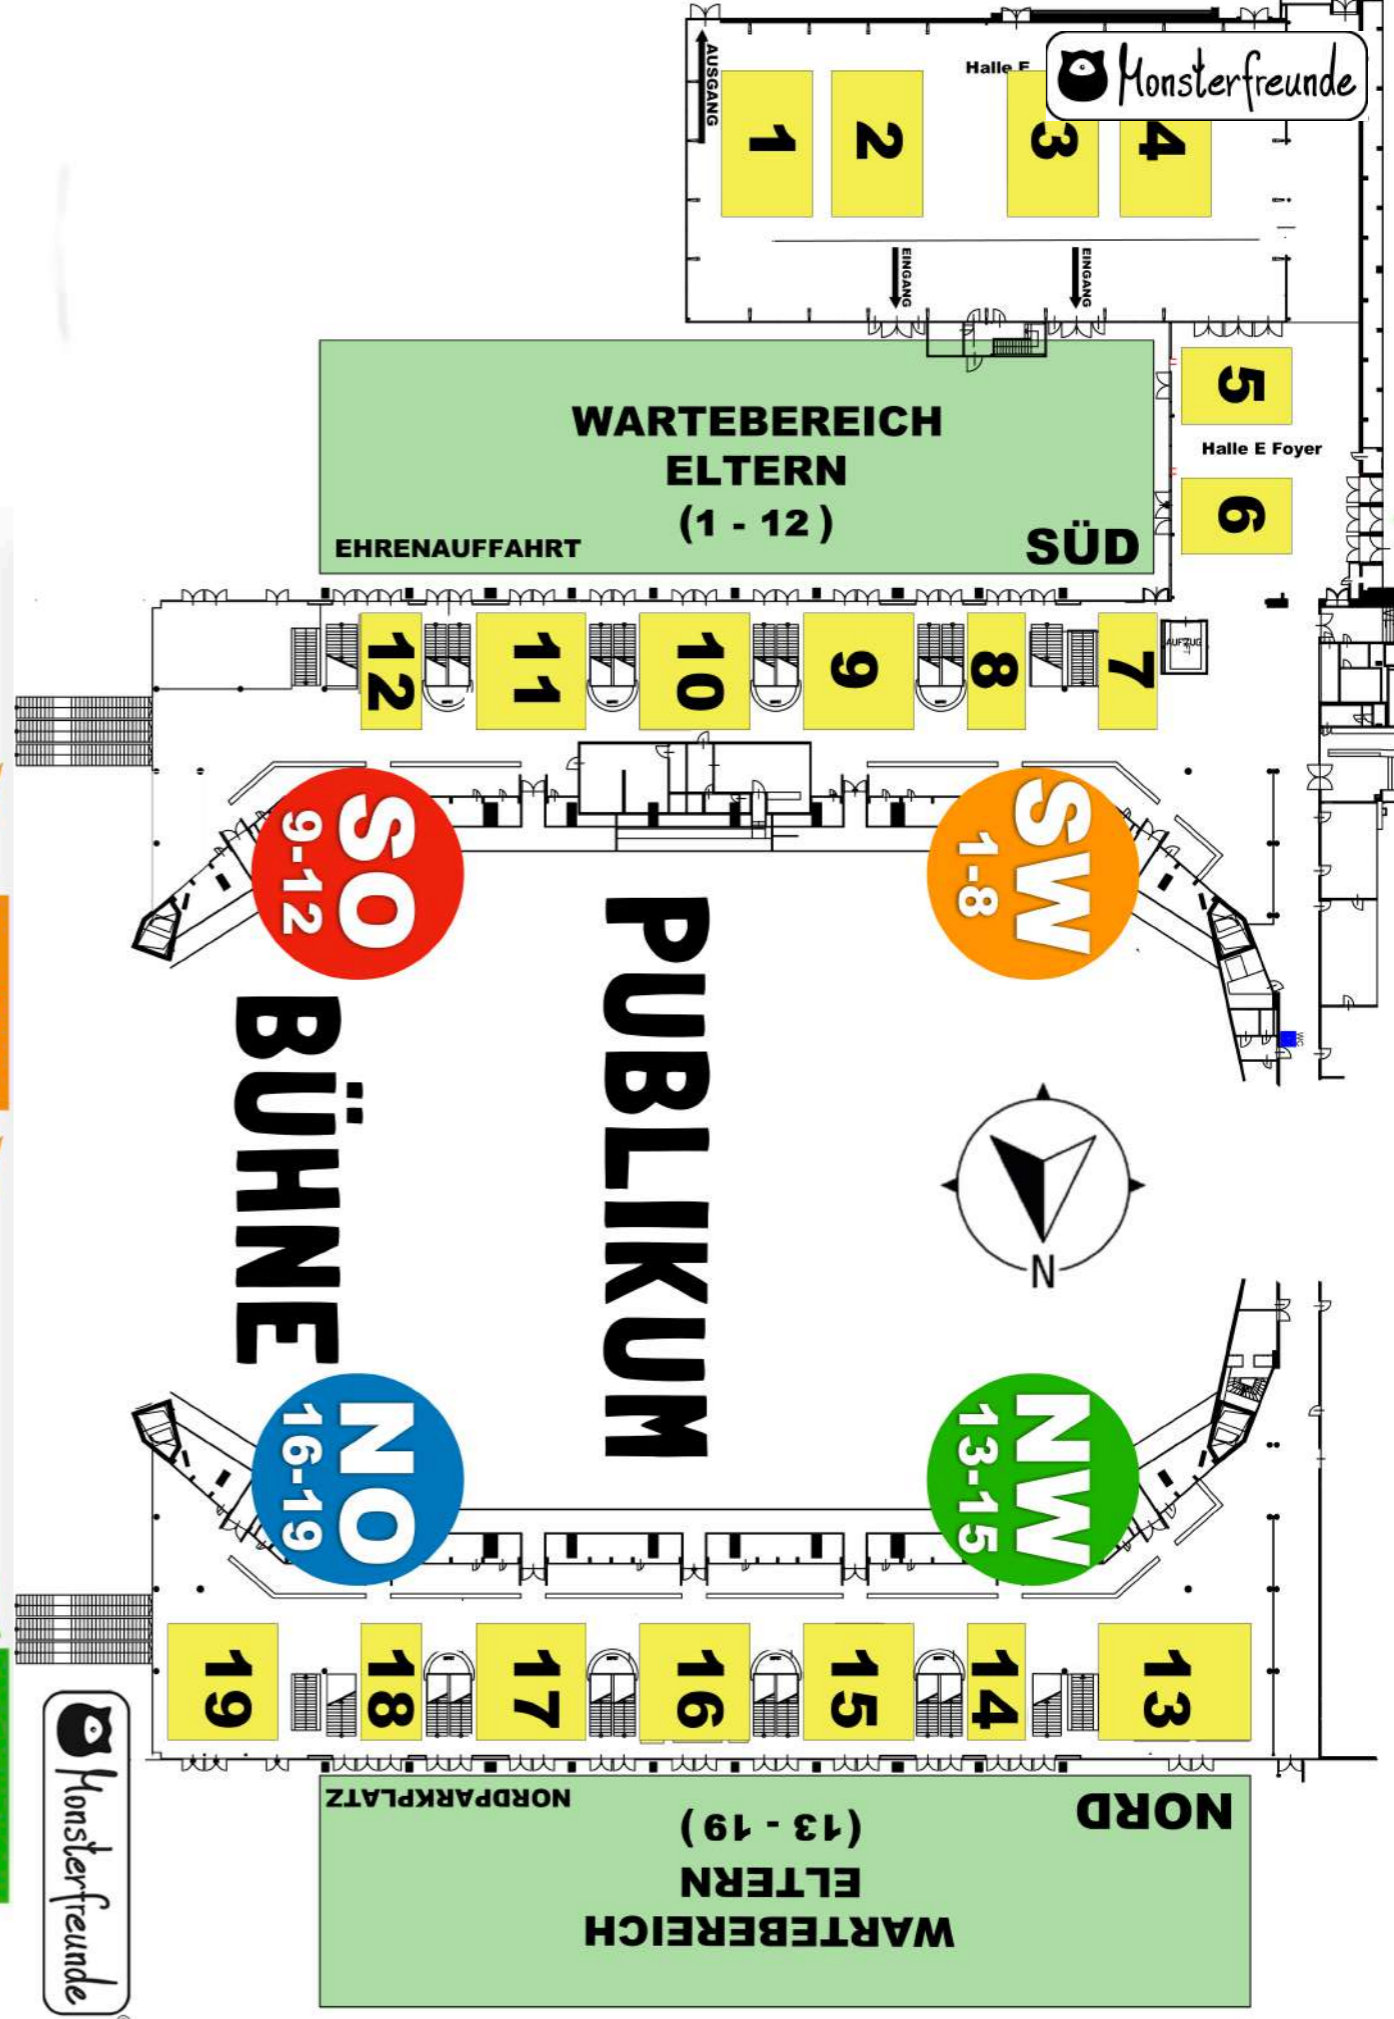 AUSGANG
Halle E
Monsterfreunde
1
2
3
4
EINGANG
EINGANG
5
Halle E Foyer
6
WARTEBEREICH
ELTERN
(1 - 12)
EHRENAUFFAHRT
SÜD
12
11
10
9
8
7
AUFZUG
SO
9-12
SW
1-8
BÜHNE
PUBLIKUM
WC
N
NO
16-19
NW
13-15
19
18
17
16
15
14
13
NORDPARKPLATZ
NORD
WARTEBEREICH
ELTERN
(13 - 19)
Monsterfreunde